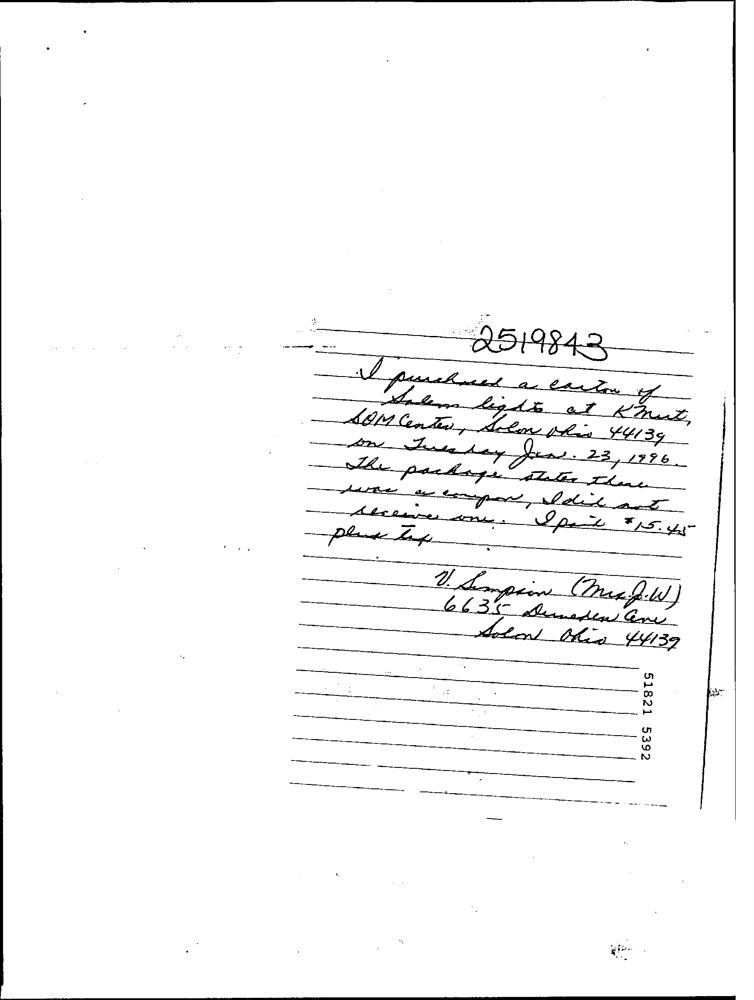 2519843
I purchased a carton of
Salem lights at KMart,
SOM Center, Solon Ohio 44139
on Tuesday Jan. 23, 1996.
The package states there
was a coupon, I did not
receive one. I paid $15.45
plus tax
V. Simpson (Mrs J.W)
6635 Duneden Ave
Solon Ohio 44139
51821 5392